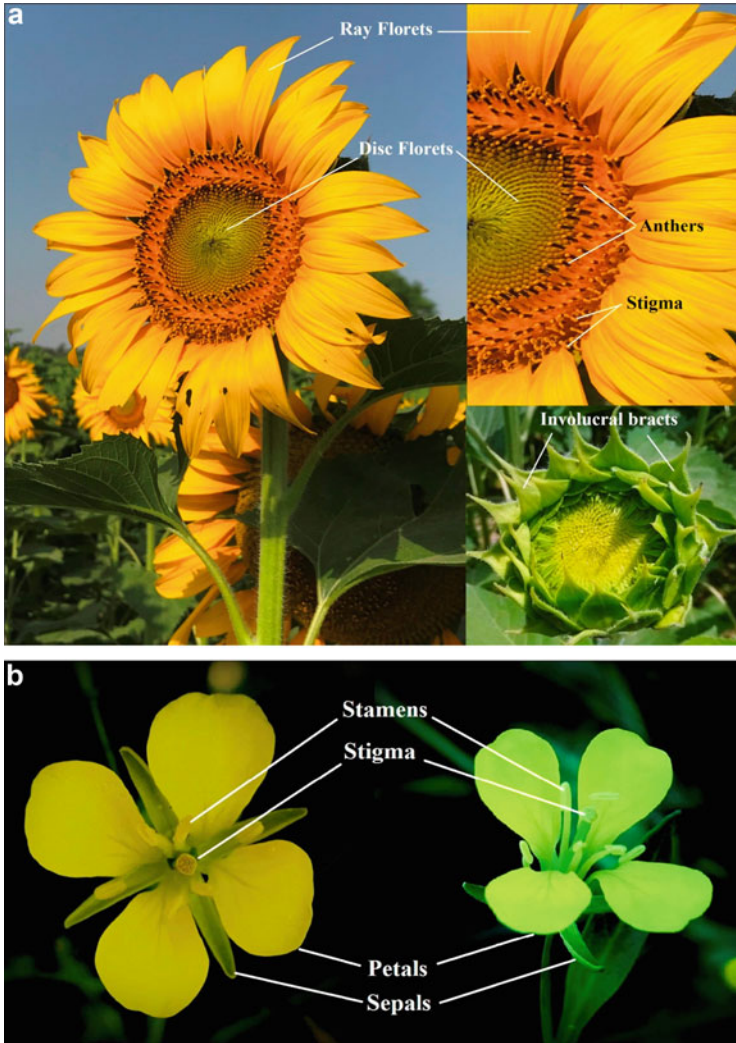 a
Ray Florets
Disc Florets
Anthers
Stigma
Involucral bracts
b
Stamens
Stigma
Petals
Sepals